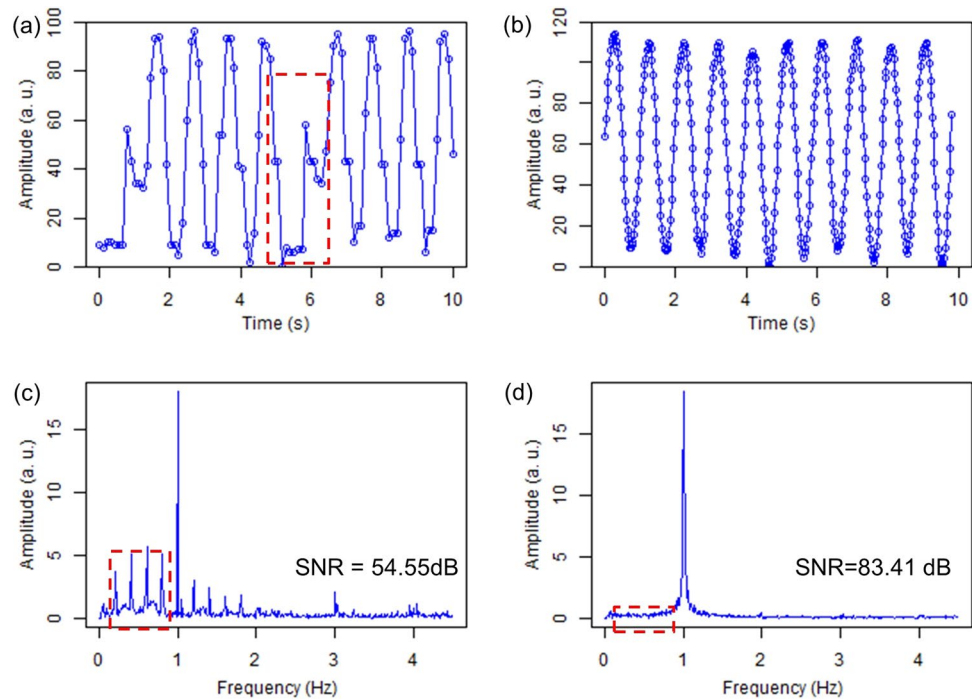 (a)
100
80
60
40
20
0
Amplitude (a. u.)
0 2 4 6 8 10
Time (s)
(b)
120
100
80
60
40
20
0
Amplitude (a. u.)
0 2 4 6 8 10
Time (s)
(c)
15
10
5
0
Amplitude (a. u.)
SNR = 54.55dB
0 1 2 3 4
Frequency (Hz)
(d)
15
10
5
0
Amplitude (a. u.)
SNR=83.41 dB
0 1 2 3 4
Frequency (Hz)